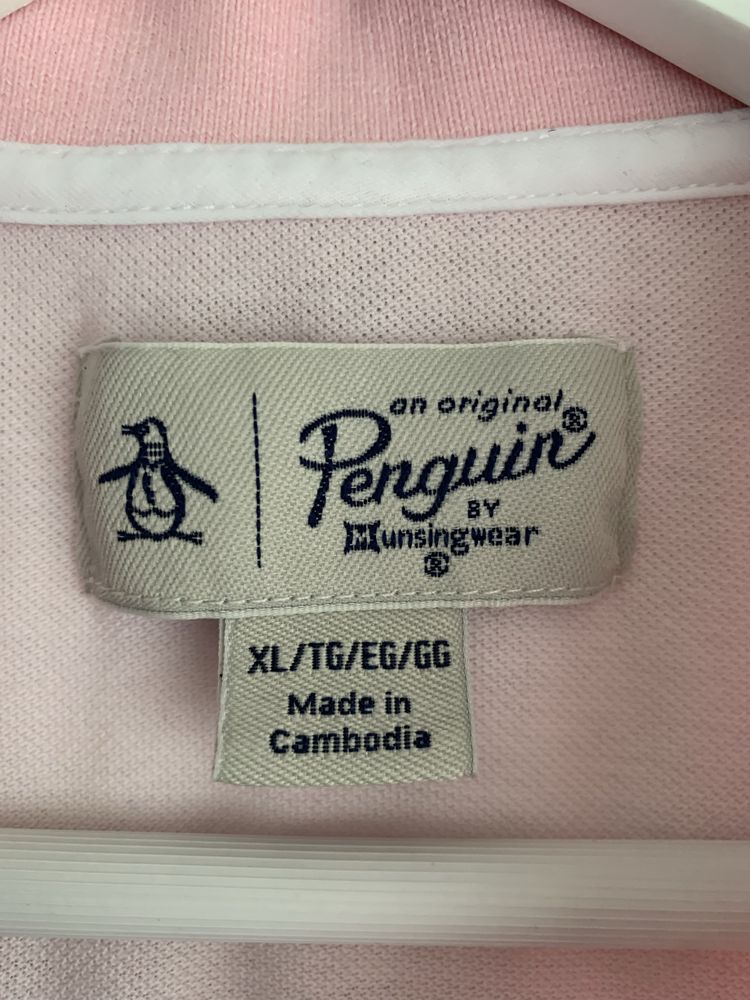 an original
Penguin®
BY
Munsingwear
®
XL/TG/EG/GG
Made in
Cambodia